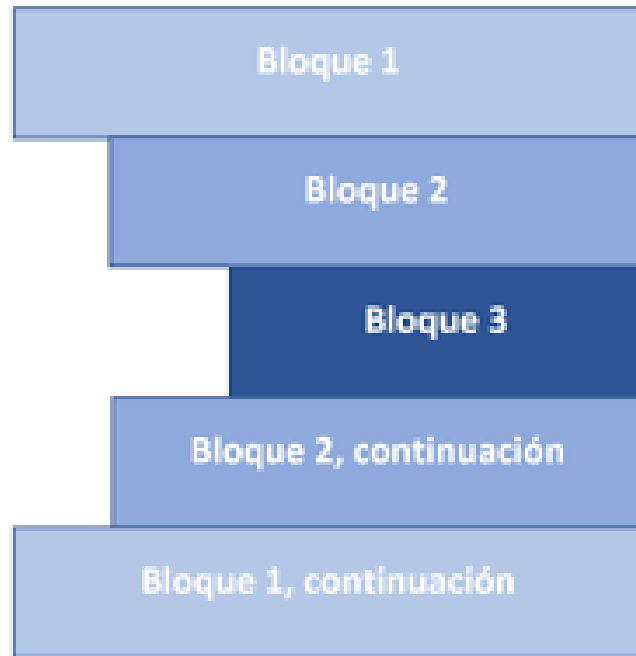 Bloque 1
Bloque 2
Bloque 3
Bloque 2, continuación
Bloque 1, continuación